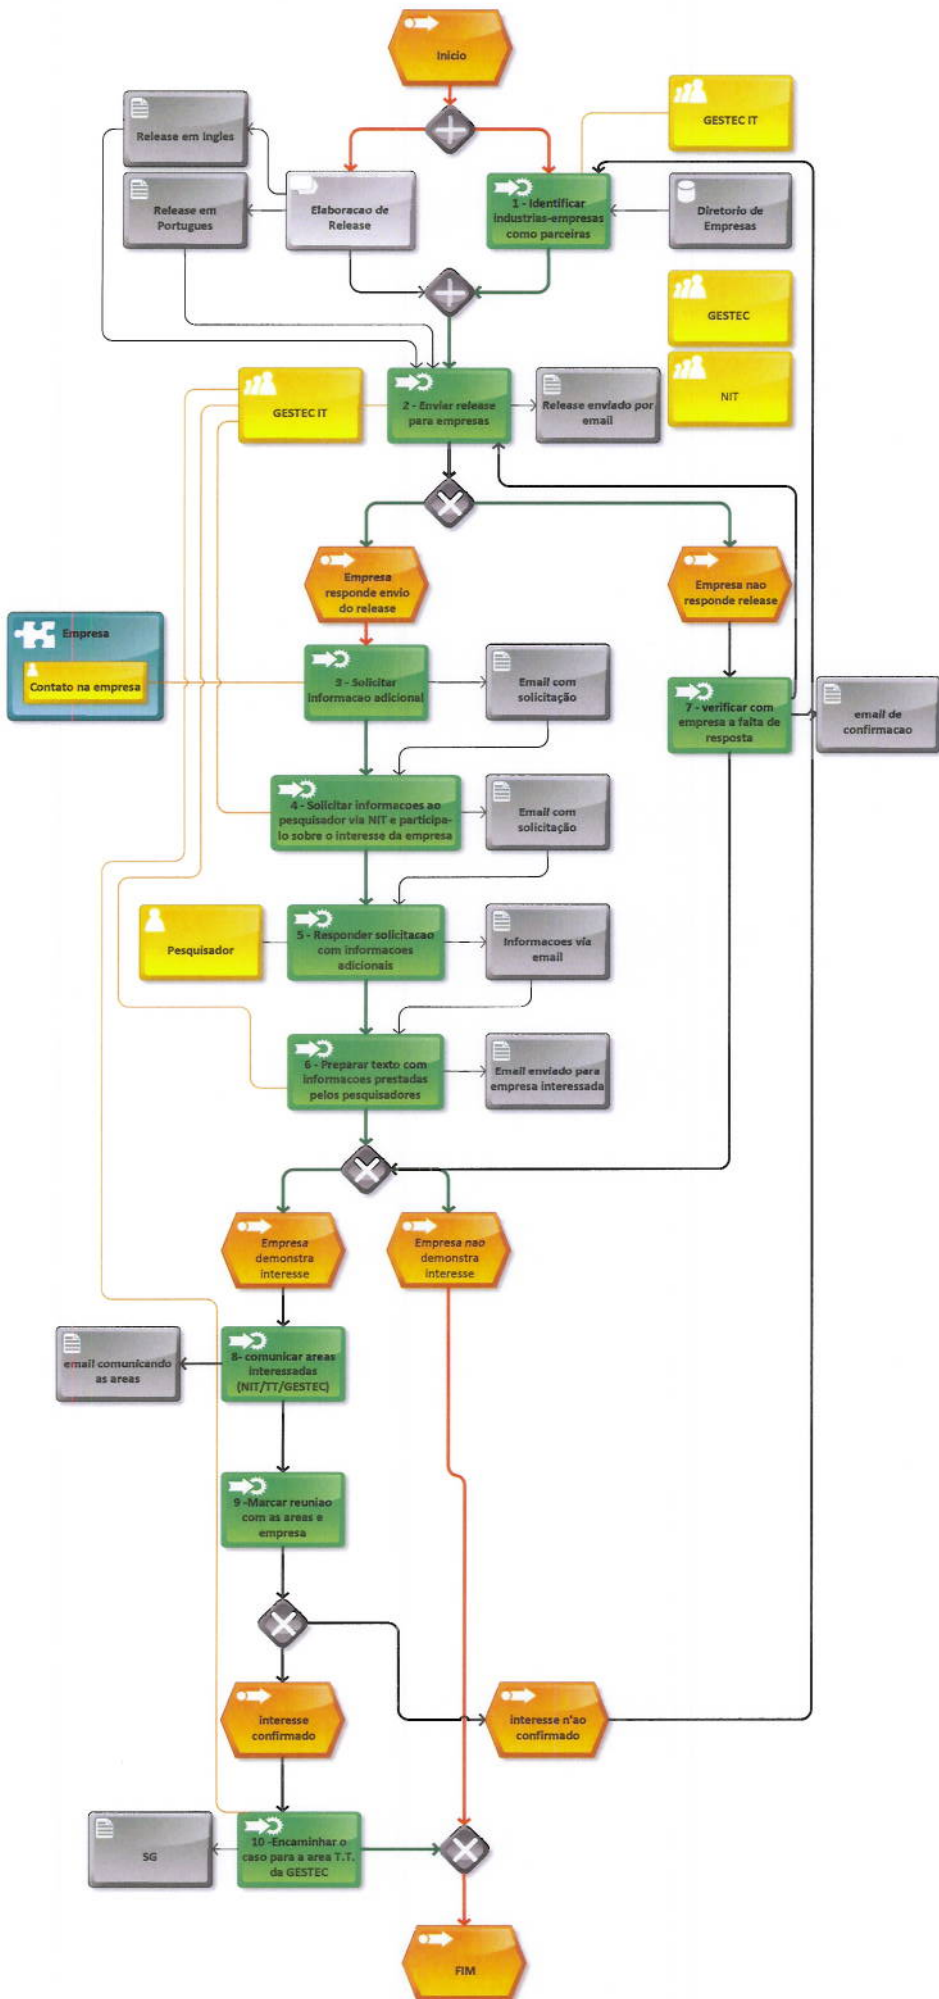 Inicio
GESTEC IT
Release em Ingles
Elaboracao de
Release
1 - Identificar
industrias-empresas
como parceiras
Release em
Portugues
Diretorio de
Empresas
GESTEC
NIT
GESTEC IT
2 - Enviar release
para empresas
Release enviado por
email
Empresa
responde envio
do release
Empresa nao
responde release
Empresa
Contato na empresa
3 - Solicitar
informacao adicional
Email com
solicitação
7 - verificar com
empresa a falta de
resposta
email de
confirmacao
4 - Solicitar informacoes ao
pesquisador via NIT e participa-
lo sobre o interesse da empresa
Email com
solicitação
Pesquisador
5 - Responder solicitacao
com informacoes
adicionais
Informacoes via
email
6 - Preparar texto com
informacoes prestadas
pelos pesquisadores
Email enviado para
empresa interessada
Empresa
demonstra
interesse
Empresa nao
demonstra
interesse
email comunicando
as areas
8- comunicar areas
interessadas
(NIT/TT/GESTEC)
9 -Marcar reuniao
com as areas e
empresa
interesse
confirmado
interesse n'ao
confirmado
SG
10 -Encaminhar o
caso para a area T.T.
da GESTEC
FIM